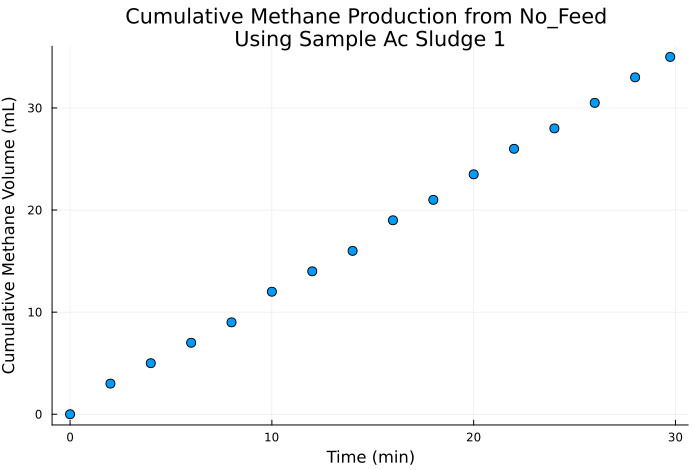 Cumulative Methane Production from No_Feed
Using Sample Ac Sludge 1
Cumulative Methane Volume (mL)
30
20
10
0
0 10 20 30
Time (min)